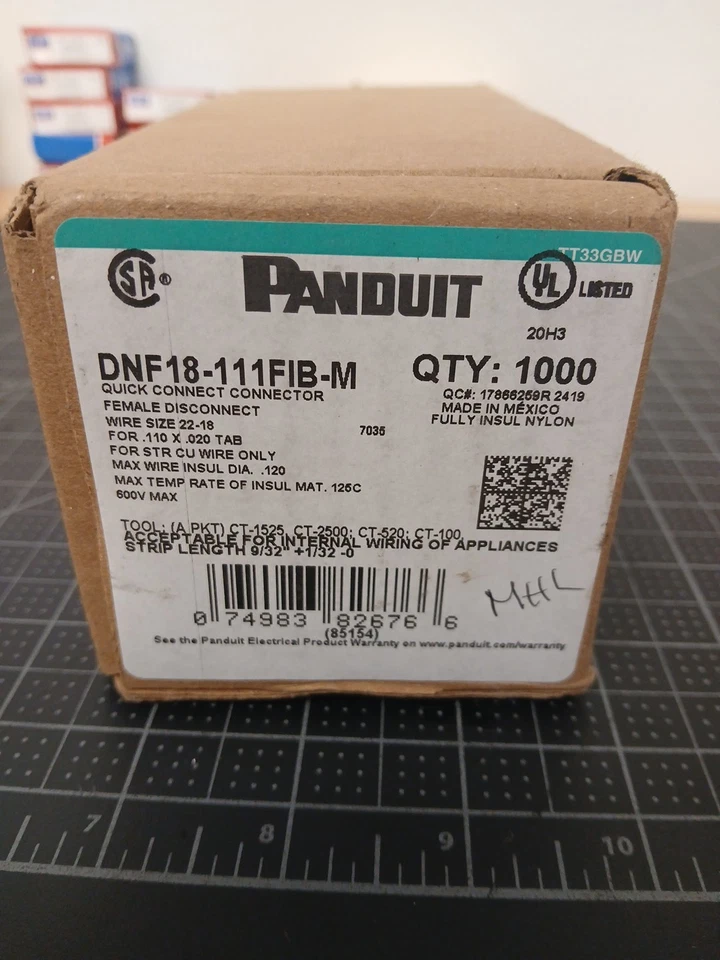 TT33GBW
SA ®
PANDUIT
UL LISTED
20H3
DNF18-111FIB-M
QTY: 1000
QUICK CONNECT CONNECTOR
FEMALE DISCONNECT
WIRE SIZE 22-18
FOR .110 X .020 TAB
FOR STR CU WIRE ONLY
MAX WIRE INSUL DIA. .120
MAX TEMP RATE OF INSUL MAT. 125C
600V MAX
7035
QC#: 17866259R 2419
MADE IN MÉXICO
FULLY INSUL NYLON
TOOL: (A PKT) CT-1525, CT-2500; CT-520; CT-100,
ACCEPTABLE FOR INTERNAL WIRING OF APPLIANCES
STRIP LENGTH 9/32" +1/32 -0
MHL
0 74983 82676 6
(85154)
See the Panduit Electrical Product Warranty on www.panduit.com/warranty
7 8 9 10